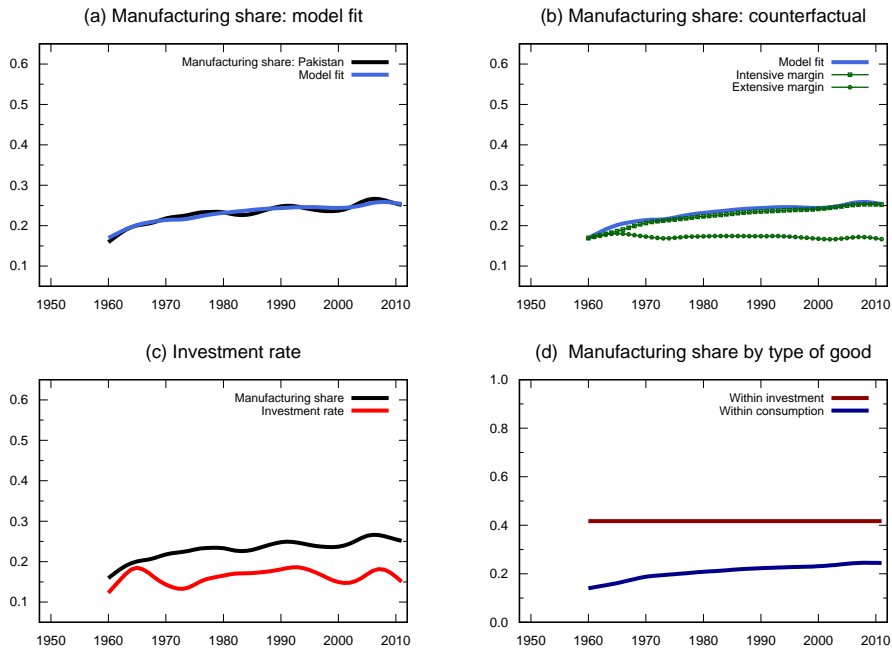 (a) Manufacturing share: model fit
0.6
0.5
0.4
0.3
0.2
0.1
1950 1960 1970 1980 1990 2000 2010
Manufacturing share: Pakistan
Model fit
(b) Manufacturing share: counterfactual
0.6
0.5
0.4
0.3
0.2
0.1
1950 1960 1970 1980 1990 2000 2010
Model fit
Intensive margin
Extensive margin
(c) Investment rate
0.6
0.5
0.4
0.3
0.2
0.1
1950 1960 1970 1980 1990 2000 2010
Manufacturing share
Investment rate
(d) Manufacturing share by type of good
1.0
0.8
0.6
0.4
0.2
0.0
1950 1960 1970 1980 1990 2000 2010
Within investment
Within consumption